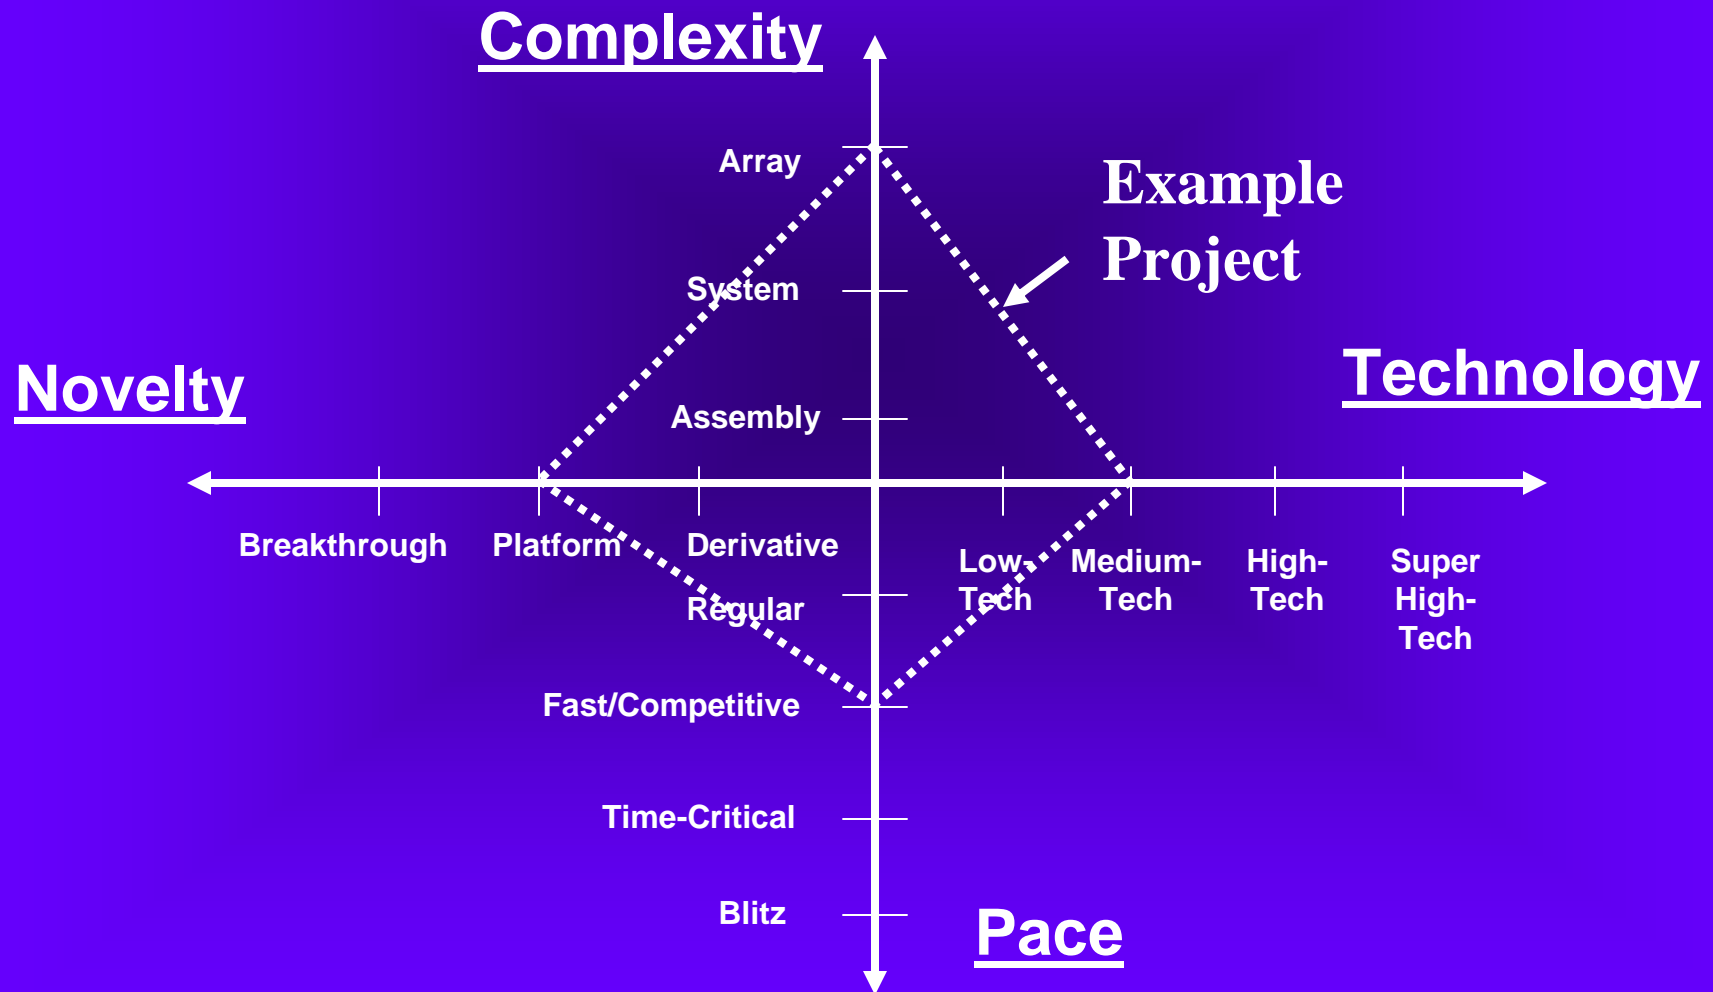 Complexity
Array
Example
Project
System
Novelty
Technology
Assembly
Breakthrough
Platform
Derivative
Low-
Tech
Medium-
Tech
High-
Tech
Super
High-
Tech
Regular
Fast/Competitive
Time-Critical
Blitz
Pace